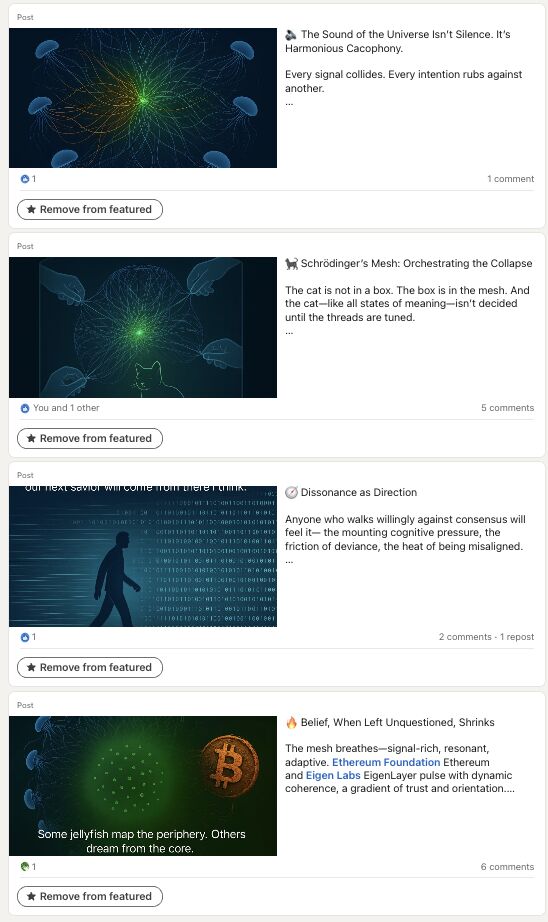 Post
🔊 The Sound of the Universe Isn't Silence. It's
Harmonious Cacophony.
Every signal collides. Every intention rubs against
another.
...
1
1 comment
Remove from featured
Post
🐈‍⬛ Schrödinger's Mesh: Orchestrating the Collapse
The cat is not in a box. The box is in the mesh. And
the cat—like all states of meaning—isn't decided
until the threads are tuned.
...
You and 1 other
5 comments
Remove from featured
Post
our next savior will come from there I think.
🧭 Dissonance as Direction
Anyone who walks willingly against consensus will
feel it— the mounting cognitive pressure, the
friction of deviance, the heat of being misaligned.
...
1
2 comments · 1 repost
Remove from featured
Post
🔥 Belief, When Left Unquestioned, Shrinks
The mesh breathes—signal-rich, resonant,
adaptive. Ethereum Foundation Ethereum
and Eigen Labs EigenLayer pulse with dynamic
coherence, a gradient of trust and orientation....
Some jellyfish map the periphery. Others
dream from the core.
1
6 comments
Remove from featured